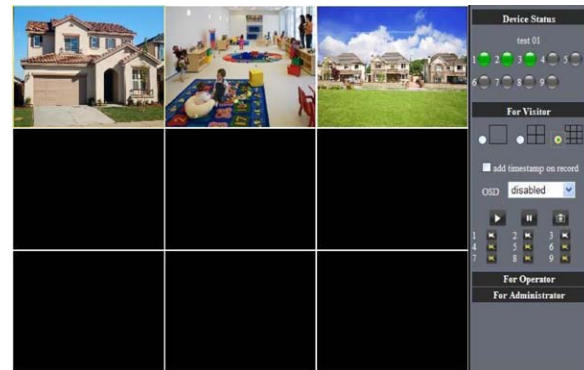 Device Status
test 01
1 2 3 4 5
6 7 8 9
For Visitor
add timestamp on record
OSD disabled
1 2 3
4 5 6
7 8 9
For Operator
For Administrator